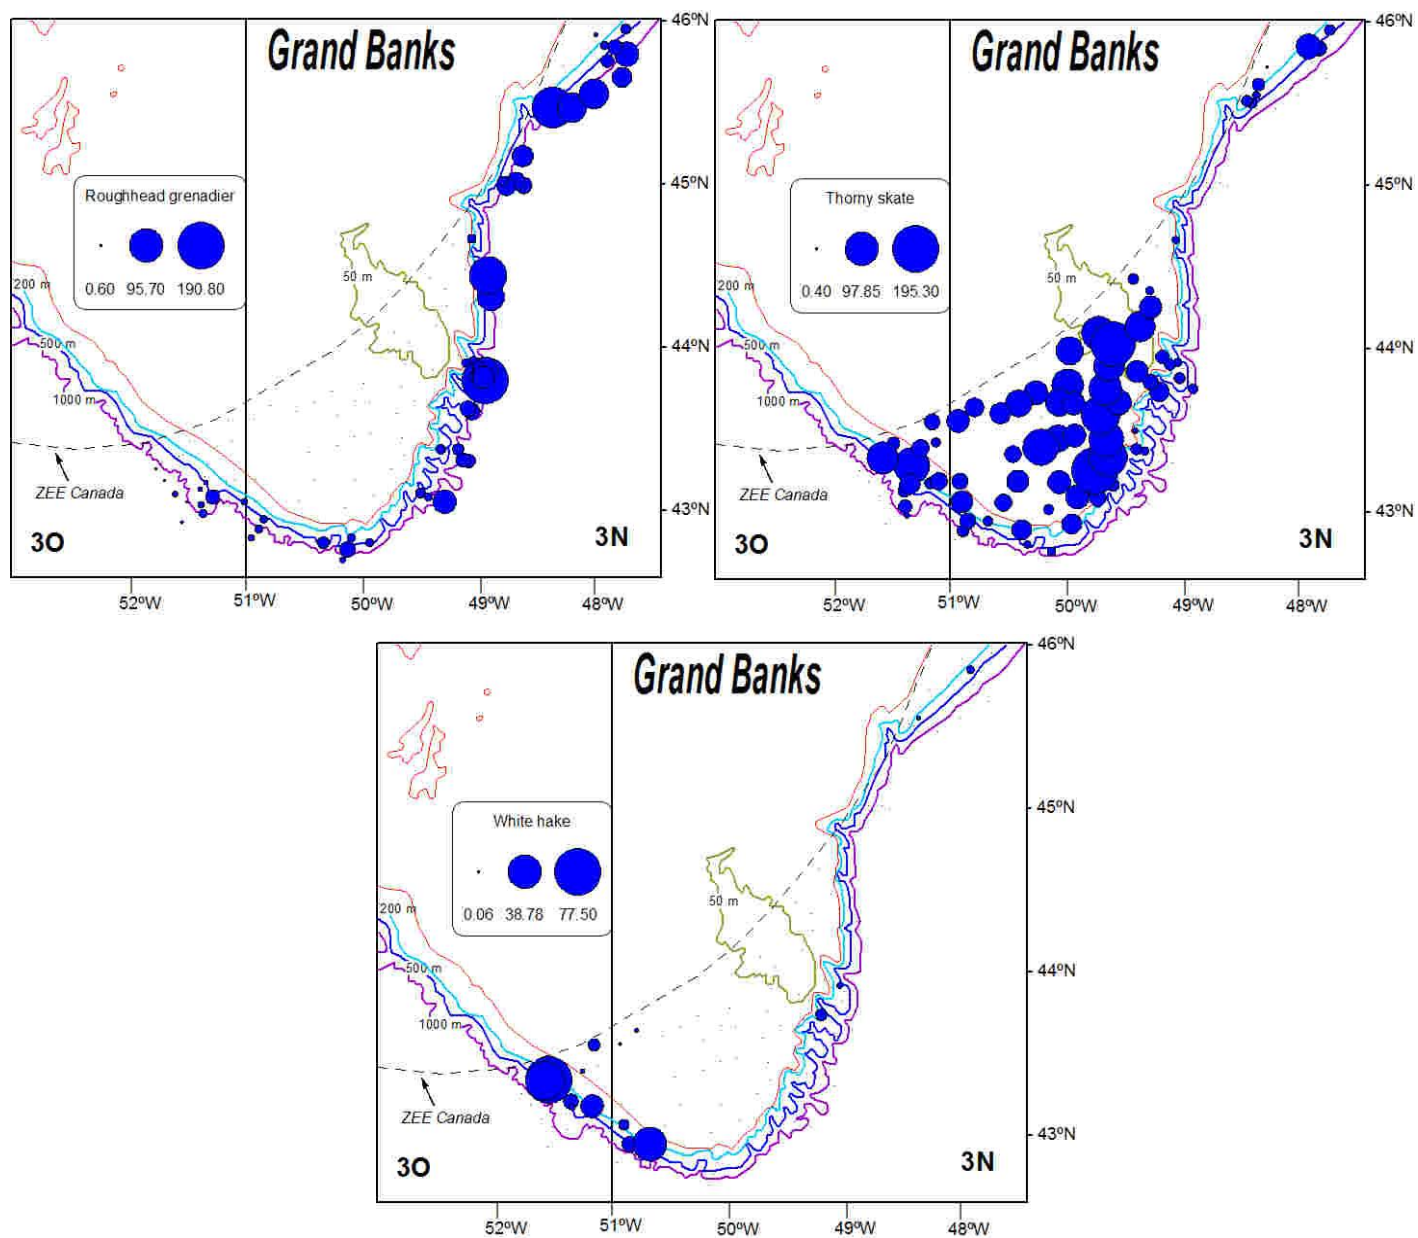 Grand Banks
46ºN
45ºN
44ºN
43ºN
Roughhead grenadier
0.60 95.70 190.80
50 m
200 m
500 m
1000 m
ZEE Canada
3O
3N
52ºW
51ºW
50ºW
49ºW
48ºW
Grand Banks
46ºN
45ºN
44ºN
43ºN
Thorny skate
0.40 97.85 195.30
50 m
200 m
500 m
1000 m
ZEE Canada
3O
3N
52ºW
51ºW
50ºW
49ºW
48ºW
Grand Banks
46ºN
45ºN
44ºN
43ºN
White hake
0.06 38.78 77.50
50 m
200 m
500 m
1000 m
ZEE Canada
3O
3N
52ºW
51ºW
50ºW
49ºW
48ºW